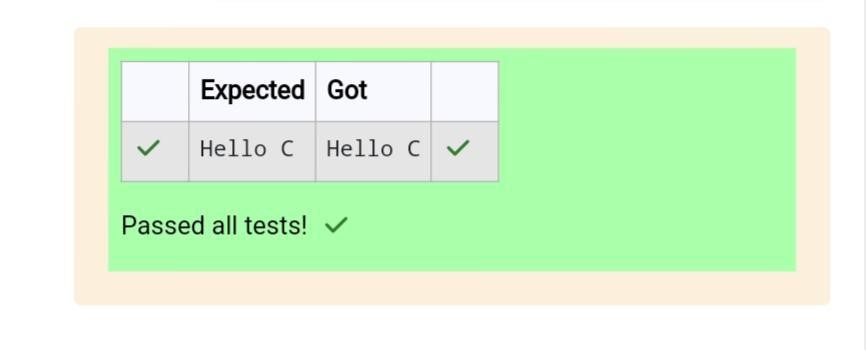 Expected Got
Hello C Hello C
Passed all tests!